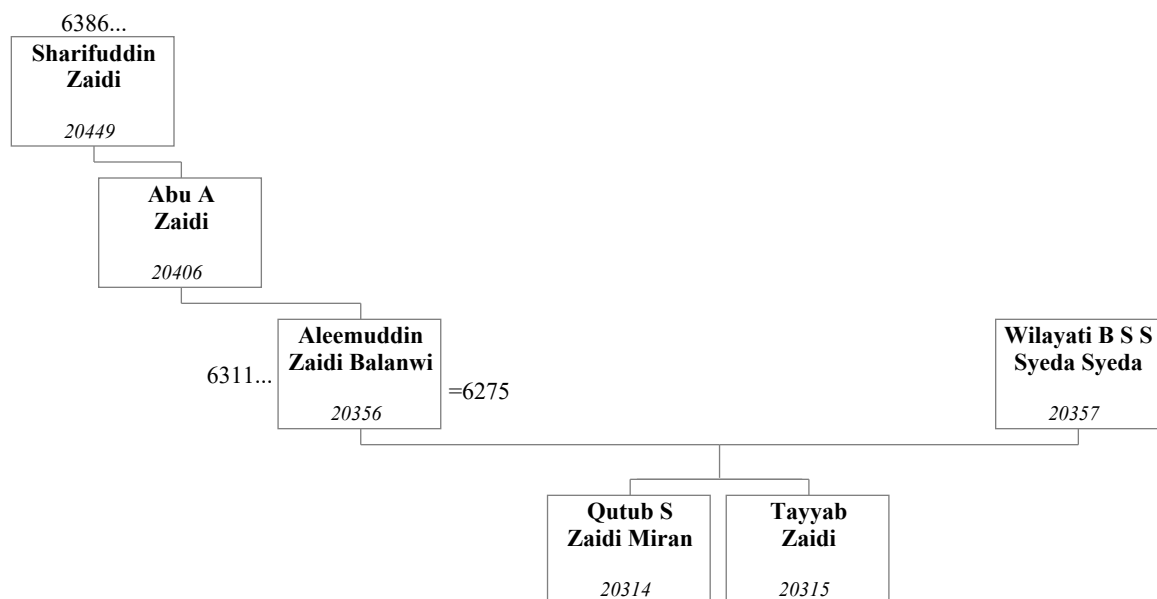 6386...
Sharifuddin
Zaidi
20449
Abu A
Zaidi
20406
Aleemuddin
Zaidi Balanwi
20356
6311...
=6275
Wilayati B S S
Syeda Syeda
20357
Qutub S
Zaidi Miran
20314
Tayyab
Zaidi
20315